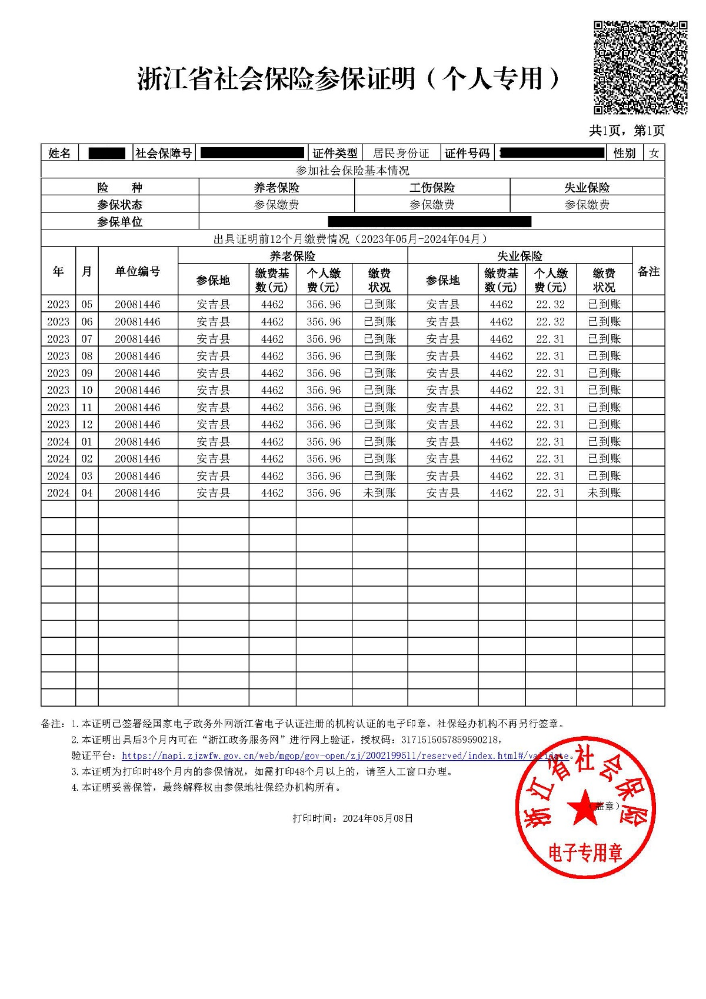 浙江省社会保险参保证明（个人专用）
共1页，第1页
姓名 社会保障号 证件类型 居民身份证 证件号码 性别 女
参加社会保险基本情况
险 种 养老保险 工伤保险 失业保险
参保状态 参保缴费 参保缴费 参保缴费
参保单位
出具证明前12个月缴费情况（2023年05月-2024年04月）
年 月 单位编号 养老保险 失业保险 备注
参保地 缴费基数(元) 个人缴费(元) 缴费状况 参保地 缴费基数(元) 个人缴费(元) 缴费状况
2023 05 20081446 安吉县 4462 356.96 已到账 安吉县 4462 22.32 已到账
2023 06 20081446 安吉县 4462 356.96 已到账 安吉县 4462 22.32 已到账
2023 07 20081446 安吉县 4462 356.96 已到账 安吉县 4462 22.31 已到账
2023 08 20081446 安吉县 4462 356.96 已到账 安吉县 4462 22.31 已到账
2023 09 20081446 安吉县 4462 356.96 已到账 安吉县 4462 22.31 已到账
2023 10 20081446 安吉县 4462 356.96 已到账 安吉县 4462 22.31 已到账
2023 11 20081446 安吉县 4462 356.96 已到账 安吉县 4462 22.31 已到账
2023 12 20081446 安吉县 4462 356.96 已到账 安吉县 4462 22.31 已到账
2024 01 20081446 安吉县 4462 356.96 已到账 安吉县 4462 22.31 已到账
2024 02 20081446 安吉县 4462 356.96 已到账 安吉县 4462 22.31 已到账
2024 03 20081446 安吉县 4462 356.96 已到账 安吉县 4462 22.31 已到账
2024 04 20081446 安吉县 4462 356.96 未到账 安吉县 4462 22.31 未到账
备注：1.本证明已签署经国家电子政务外网浙江省电子认证注册的机构认证的电子印章，社保经办机构不再另行签章。
2.本证明出具后3个月内可在“浙江政务服务网”进行网上验证，授权码：3171515057859590218，
验证平台：https://mapi.zjzwfw.gov.cn/web/mgop/gov-open/zj/2002199511/reserved/index.html#/validate。
3.本证明为打印时48个月内的参保情况，如需打印48个月以上的，请至人工窗口办理。
4.本证明妥善保管，最终解释权由参保地社保经办机构所有。
（盖章）
打印时间：2024年05月08日
浙江省社会保险
电子专用章